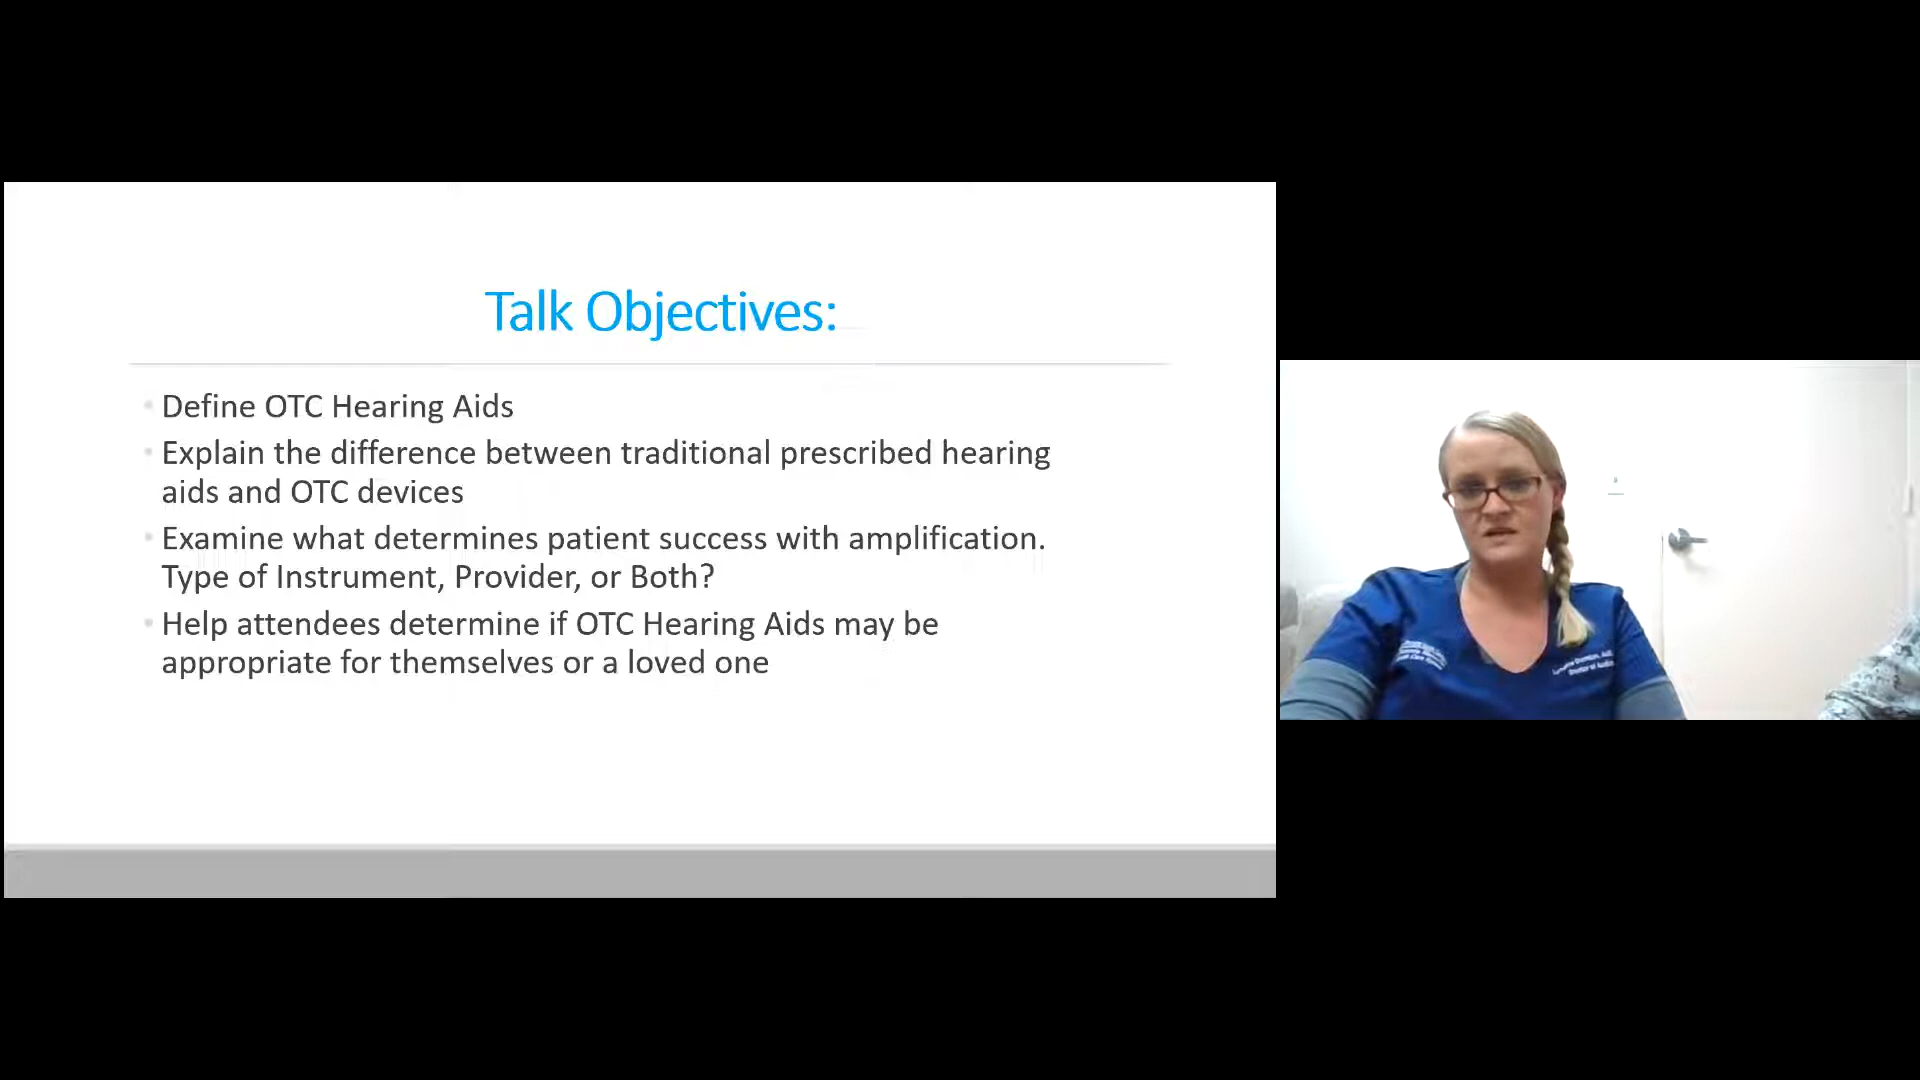 Talk Objectives:
Define OTC Hearing Aids
Explain the difference between traditional prescribed hearing
aids and OTC devices
Examine what determines patient success with amplification.
Type of Instrument, Provider, or Both?
Help attendees determine if OTC Hearing Aids may be
appropriate for themselves or a loved one